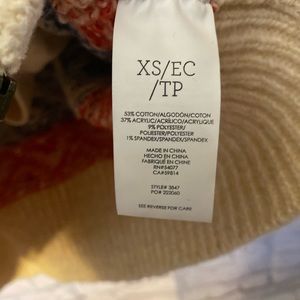 XS/EC
/TP
53% COTTON/ALGODÓN/COTON
37% ACRYLIC/ACRÍLICO/ACRYLIQUE
9% POLYESTER/
POLIÉSTER/POLYESTER
1% SPANDEX/SPANDEX/SPANDEX
MADE IN CHINA
HECHO EN CHINA
FABRIQUÉ EN CHINE
RN#54077
CA#59814
STYLE# 3847
PO# 202060
SEE REVERSE FOR CARE